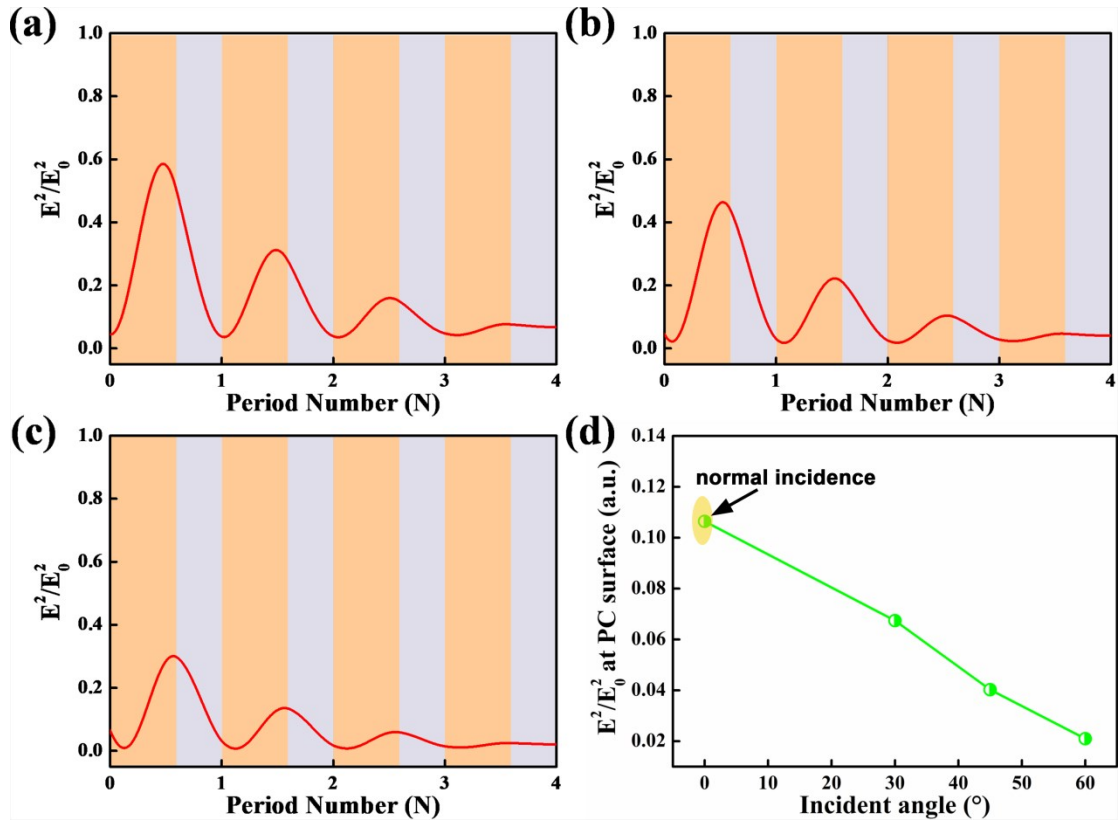 (a)
1.0
0.8
0.6
0.4
0.2
0.0
E²/E₀²
0 1 2 3 4
Period Number (N)
(b)
1.0
0.8
0.6
0.4
0.2
0.0
E²/E₀²
0 1 2 3 4
Period Number (N)
(c)
1.0
0.8
0.6
0.4
0.2
0.0
E²/E₀²
0 1 2 3 4
Period Number (N)
(d)
0.14
0.12
0.10
0.08
0.06
0.04
0.02
E²/E₀² at PC surface (a.u.)
normal incidence
0 10 20 30 40 50 60
Incident angle (°)